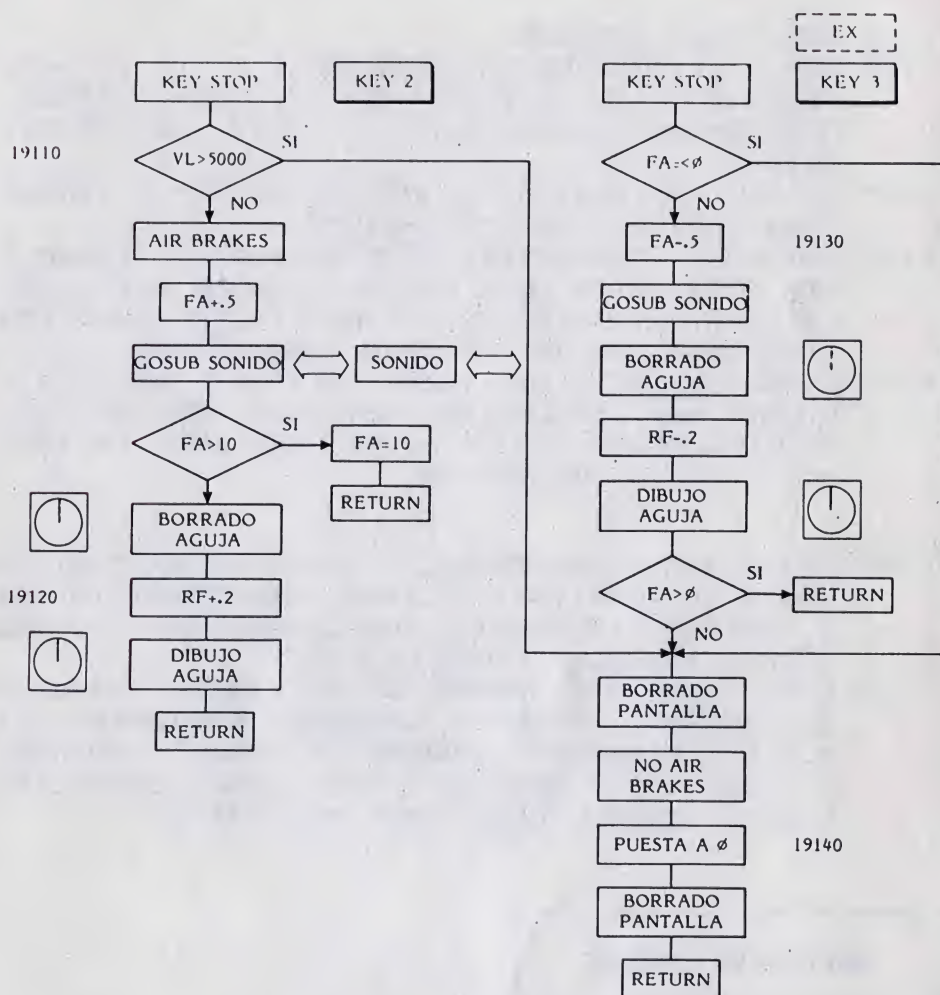 EX
KEY STOP
KEY 2
19110
VL>5000
SI
NO
AIR BRAKES
FA+.5
GOSUB SONIDO
SONIDO
FA>10
SI
FA=10
RETURN
BORRADO
AGUJA
19120
RF+.2
DIBUJO
AGUJA
RETURN
KEY STOP
KEY 3
FA=<ø
SI
NO
FA-.5
19130
GOSUB SONIDO
BORRADO
AGUJA
RF-.2
DIBUJO
AGUJA
FA>ø
SI
RETURN
NO
BORRADO
PANTALLA
NO AIR
BRAKES
PUESTA A ø
19140
BORRADO
PANTALLA
RETURN